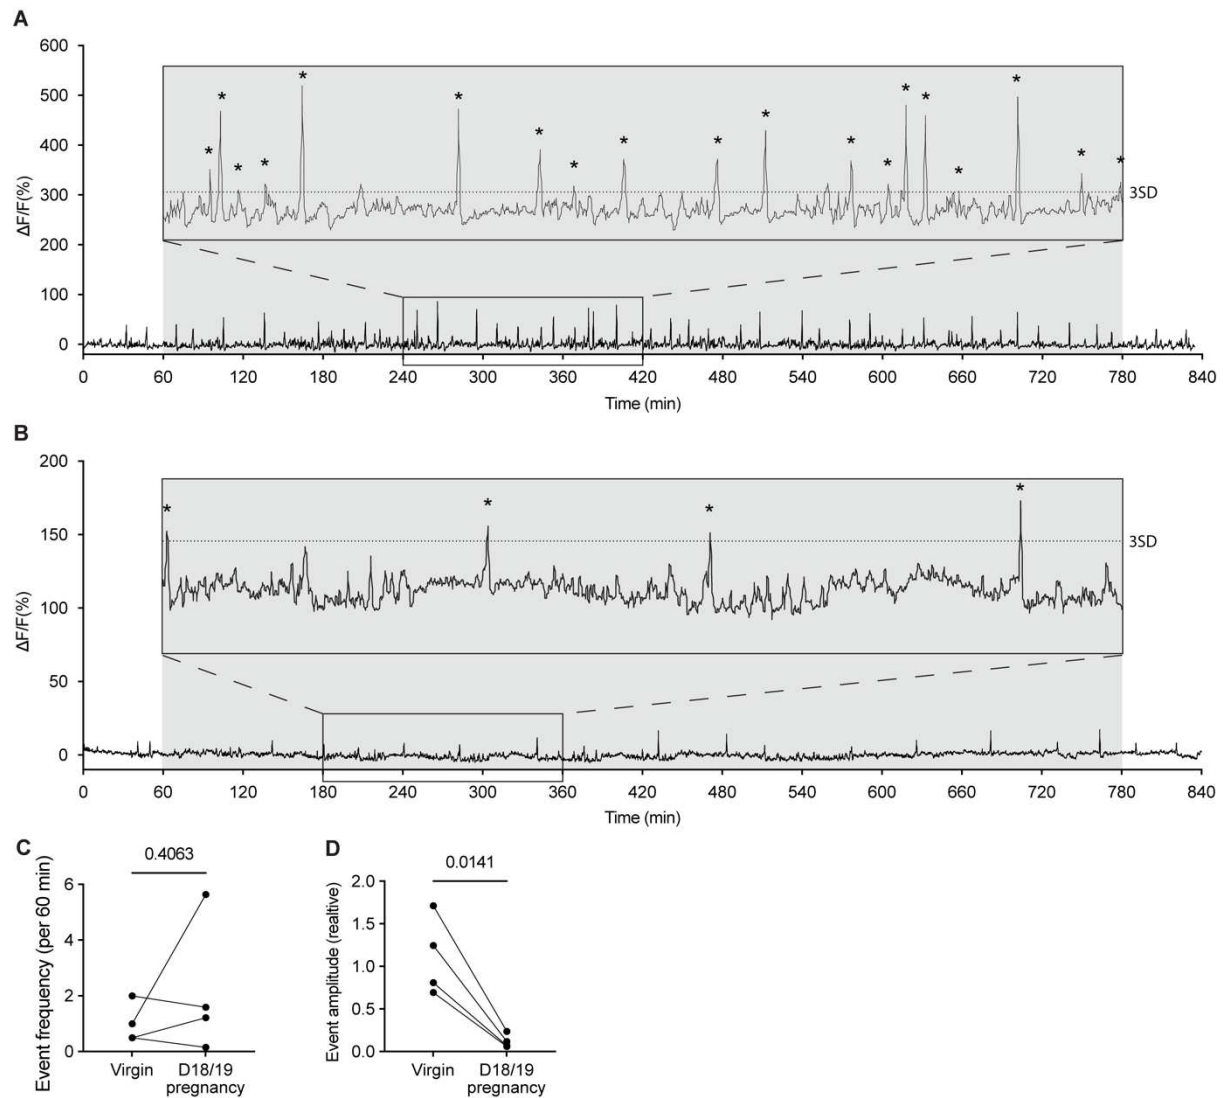 A
600
500
400
300
200
100
0
ΔF/F(%)
* * * * * * * * * * * * * * * * * *
3SD
0 60 120 180 240 300 360 420 480 540 600 660 720 780 840
Time (min)
B
200
150
100
50
0
ΔF/F(%)
* * * *
3SD
0 60 120 180 240 300 360 420 480 540 600 660 720 780 840
Time (min)
C
0.4063
Event frequency (per 60 min)
6
4
2
0
Virgin D18/19
pregnancy
D
0.0141
Event amplitude (realtive)
2.0
1.5
1.0
0.5
0.0
Virgin D18/19
pregnancy